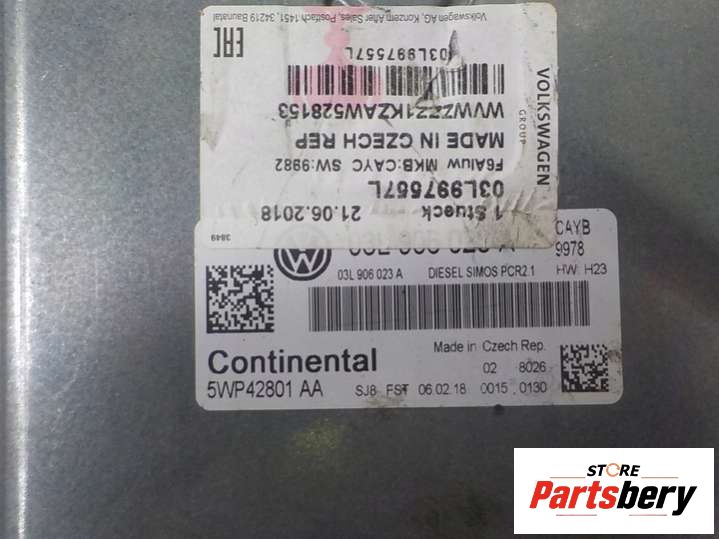 Volkswagen AG, Konzern After Sales, Postfach 1451, 34219 Baunatal
EAC
03L997557L
WVWZZZ1KZAW528153
MADE IN CZECH REP
F6Aluw MKB:CAYC SW:9982
03L997557L
1 Stueck 21.06.2018
3849
VOLKSWAGEN
GROUP
CAYB
9978
03L 906 023 A DIESEL SIMOS PCR2.1 HW: H23
Continental
5WP42801 AA
Made in Czech Rep.
02 8026
SJ8 FST 06.02.18 0015 0130
STORE
Partsbery